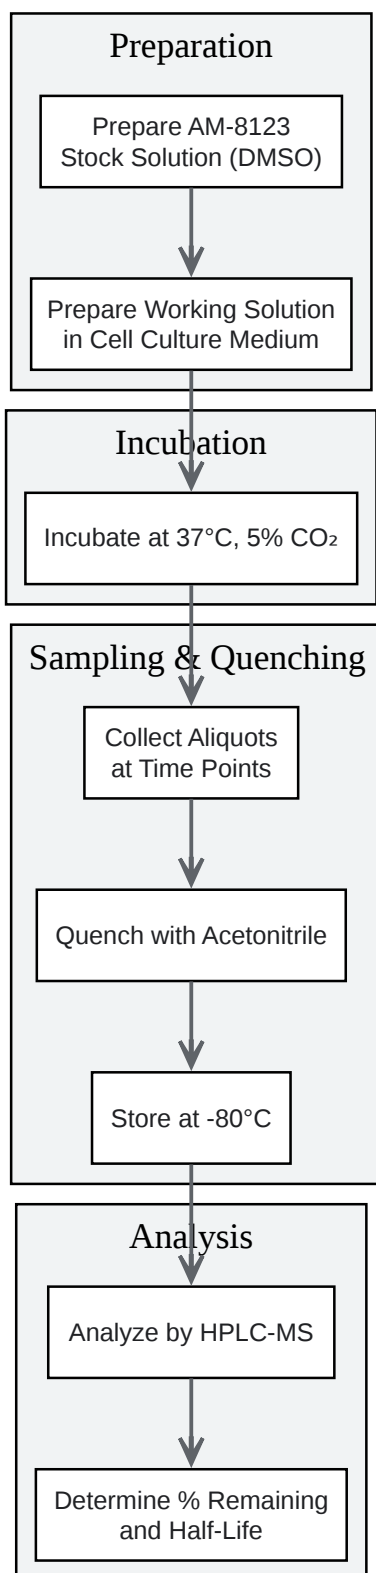 Preparation
Prepare AM-8123
Stock Solution (DMSO)
Prepare Working Solution
in Cell Culture Medium
Incubation
Incubate at 37°C, 5% CO₂
Sampling & Quenching
Collect Aliquots
at Time Points
Quench with Acetonitrile
Store at -80°C
Analysis
Analyze by HPLC-MS
Determine % Remaining
and Half-Life